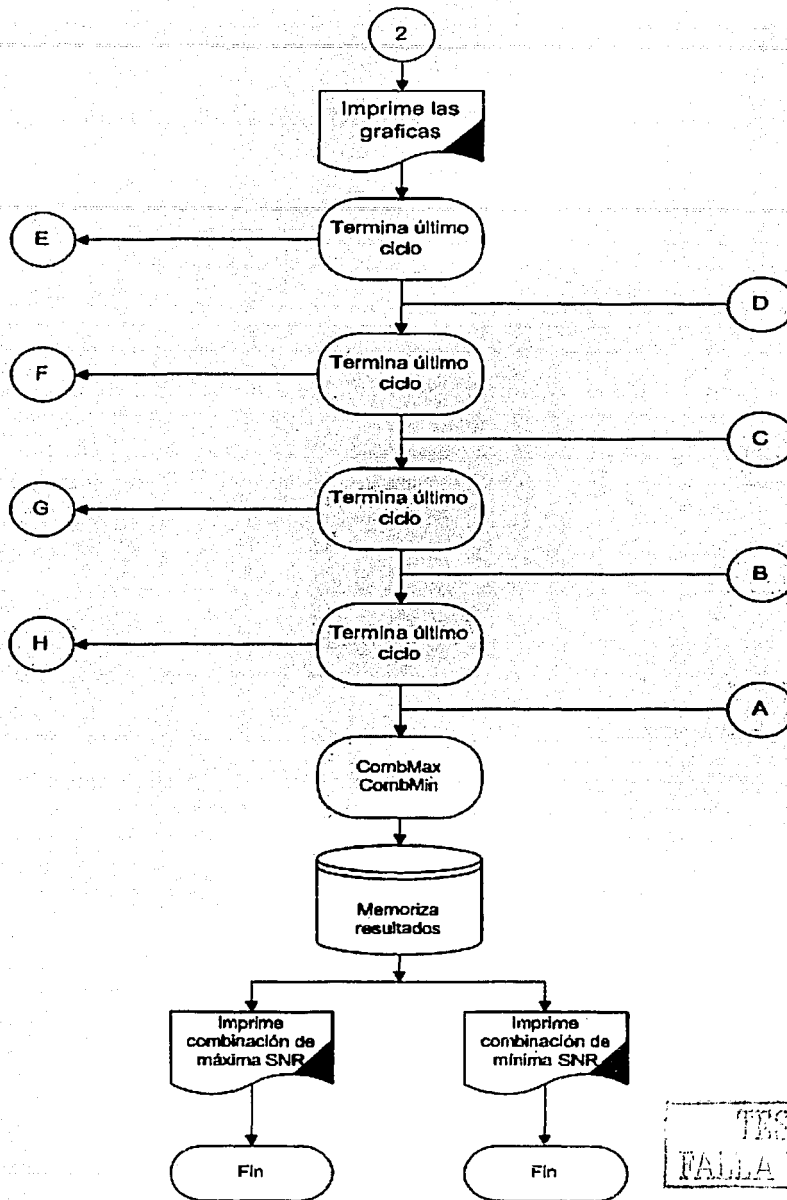 2
Imprime las
graficas
Termina último
ciclo
E
D
Termina último
ciclo
F
C
Termina último
ciclo
G
B
Termina último
ciclo
H
A
CombMax
CombMin
Memoriza
resultados
Imprime
combinación de
máxima SNR
Imprime
combinación de
mínima SNR
Fin
Fin
TES
FALLA